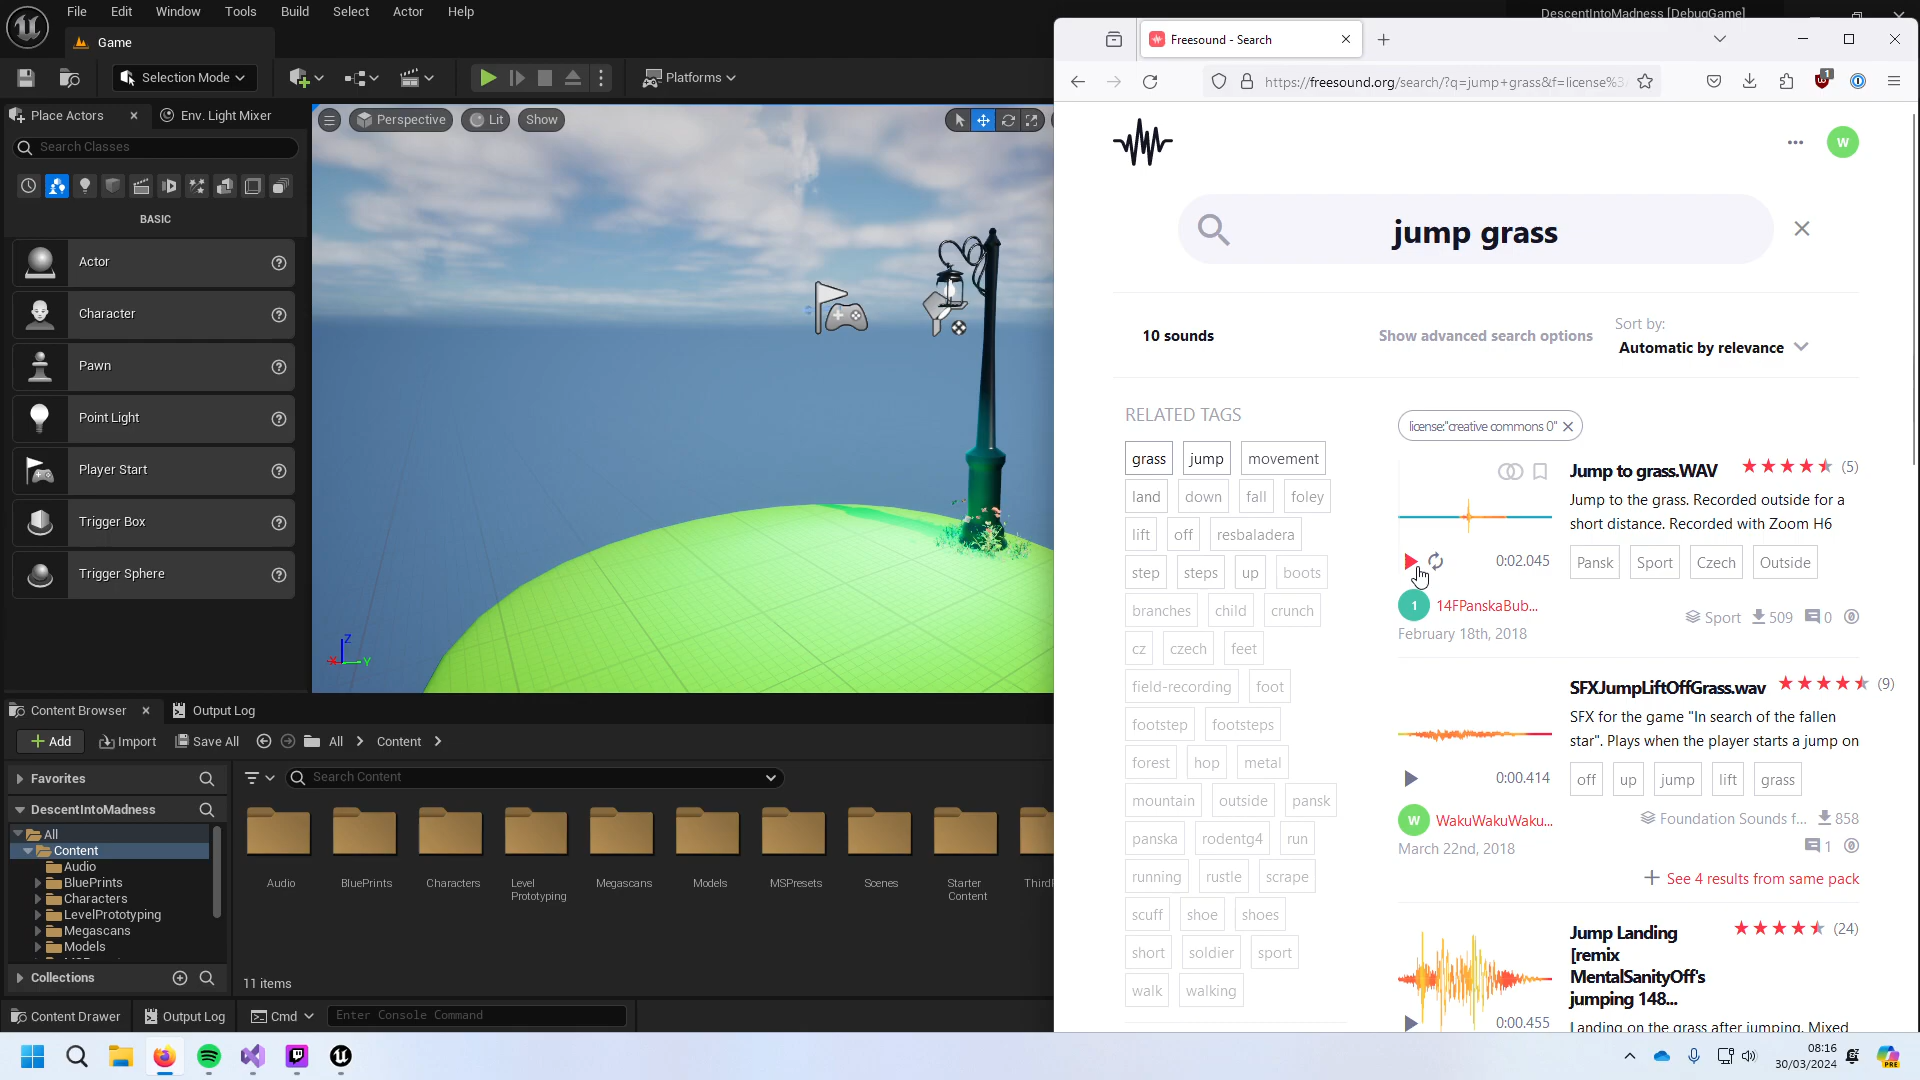 File Edit Window Tools Build Select Actor Help
DescentIntoMadness [DebugGame]
Game
Selection Mode
Platforms
Place Actors
Env. Light Mixer
Search Classes
BASIC
Actor
Character
Pawn
Point Light
Player Start
Trigger Box
Trigger Sphere
Perspective
Lit
Show
Z
X
Y
Content Browser
Output Log
Add
Import
Save All
All
Content
Favorites
DescentIntoMadness
All
Content
Audio
BluePrints
Characters
LevelPrototyping
Megascans
Models
Collections
Search Content
Audio
BluePrints
Characters
Level
Prototyping
Megascans
Models
MSPresets
Scenes
Starter
Content
11 items
Content Drawer
Output Log
Cmd
Enter Console Command
Freesound - Search
https://freesound.org/search/?q=jump+grass&f=license%3
1
W
jump grass
10 sounds
Show advanced search options
Sort by:
Automatic by relevance
RELATED TAGS
grass jump movement
land down fall foley
lift off resbaladera
step steps up boots
branches child crunch
cz czech feet
field-recording foot
footstep footsteps
forest hop metal
mountain outside pansk
panska rodentg4 run
running rustle scrape
scuff shoe shoes
short soldier sport
walk walking
license:"creative commons 0"
Jump to grass.WAV
(5)
Jump to the grass. Recorded outside for a
short distance. Recorded with Zoom H6
0:02.045
Pansk Sport Czech Outside
1
14FPanskaBub...
February 18th, 2018
Sport 509 0
SFXJumpLiftOffGrass.wav
(9)
SFX for the game "In search of the fallen
star". Plays when the player starts a jump on
0:00.414
off up jump lift grass
W
WakuWakuWaku...
March 22nd, 2018
Foundation Sounds f... 858
1
See 4 results from same pack
Jump Landing
[remix
MentalSanityOff's
jumping 148...
(24)
0:00.455
Landing on the grass after jumping. Mixed
08:16
30/03/2024
PRE